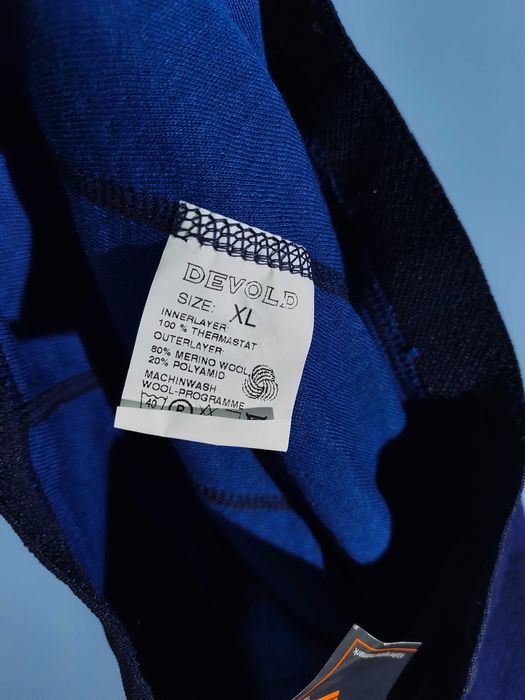 DEVOLD
SIZE: XL
INNERLAYER:
100 % THERMASTAT
OUTERLAYER:
80% MERINO WOOL
20% POLYAMID
MACHINWASH
WOOL-PROGRAMME
40 P